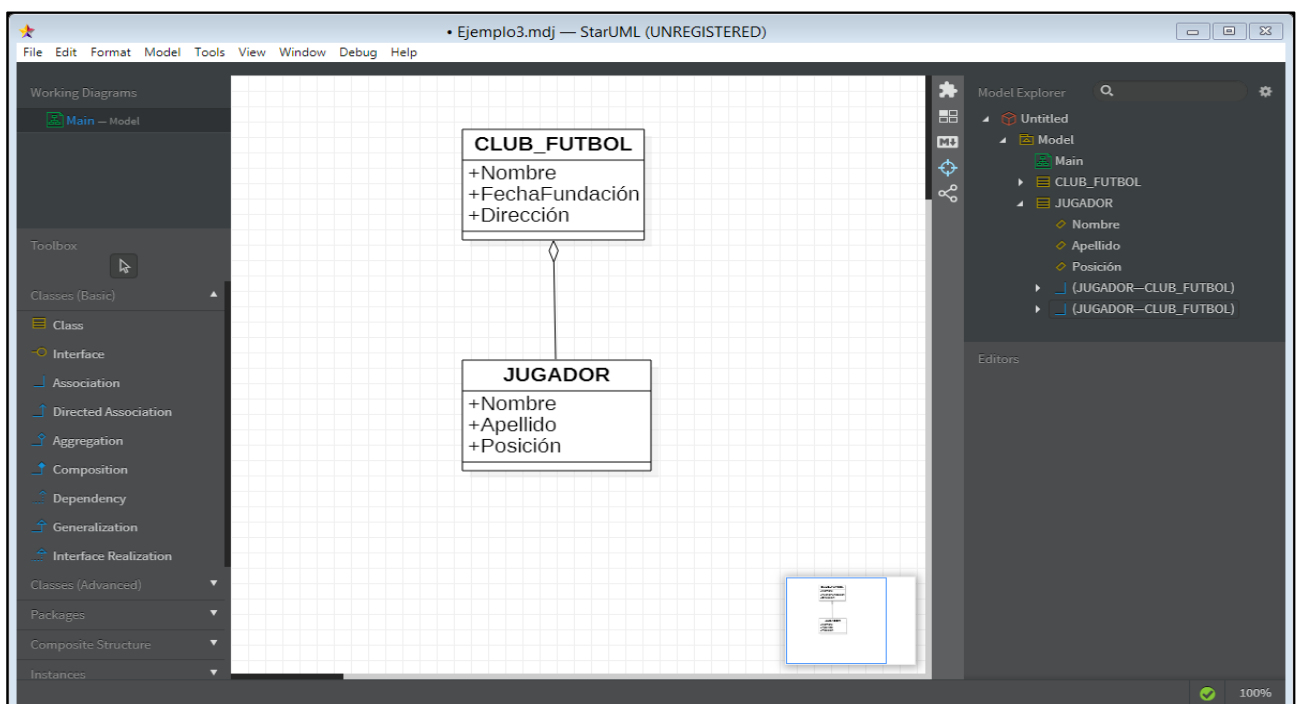 • Ejemplo3.mdj — StarUML (UNREGISTERED)
File Edit Format Model Tools View Window Debug Help
Working Diagrams
Main — Model
Toolbox
Classes (Basic)
Class
Interface
Association
Directed Association
Aggregation
Composition
Dependency
Generalization
Interface Realization
Classes (Advanced)
Packages
Composite Structure
Instances
CLUB_FUTBOL
+Nombre
+FechaFundación
+Dirección
JUGADOR
+Nombre
+Apellido
+Posición
M
Model Explorer
Untitled
Model
Main
CLUB_FUTBOL
JUGADOR
Nombre
Apellido
Posición
(JUGADOR—CLUB_FUTBOL)
(JUGADOR—CLUB_FUTBOL)
Editors
100%